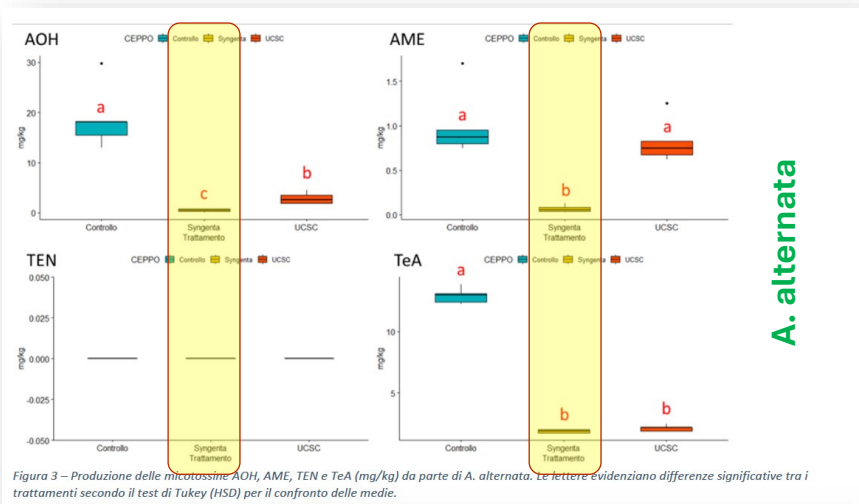 AOH
CEPPO Controllo Syngenta UCSC
30
20
10
0
mg/kg
a
c
b
Controllo
Syngenta
UCSC
Trattamento
AME
CEPPO Controllo Syngenta UCSC
1.5
1.0
0.5
0.0
mg/kg
a
b
a
Controllo
Syngenta
UCSC
Trattamento
TEN
CEPPO Controllo Syngenta UCSC
0.050
0.025
0.000
-0.025
-0.050
mg/kg
Controllo
Syngenta
UCSC
Trattamento
TeA
CEPPO Controllo Syngenta UCSC
10
5
mg/kg
a
b
b
Controllo
Syngenta
UCSC
Trattamento
A. alternata
Figura 3 – Produzione delle micotossine AOH, AME, TEN e TeA (mg/kg) da parte di A. alternata. Le lettere evidenziano differenze significative tra i
trattamenti secondo il test di Tukey (HSD) per il confronto delle medie.